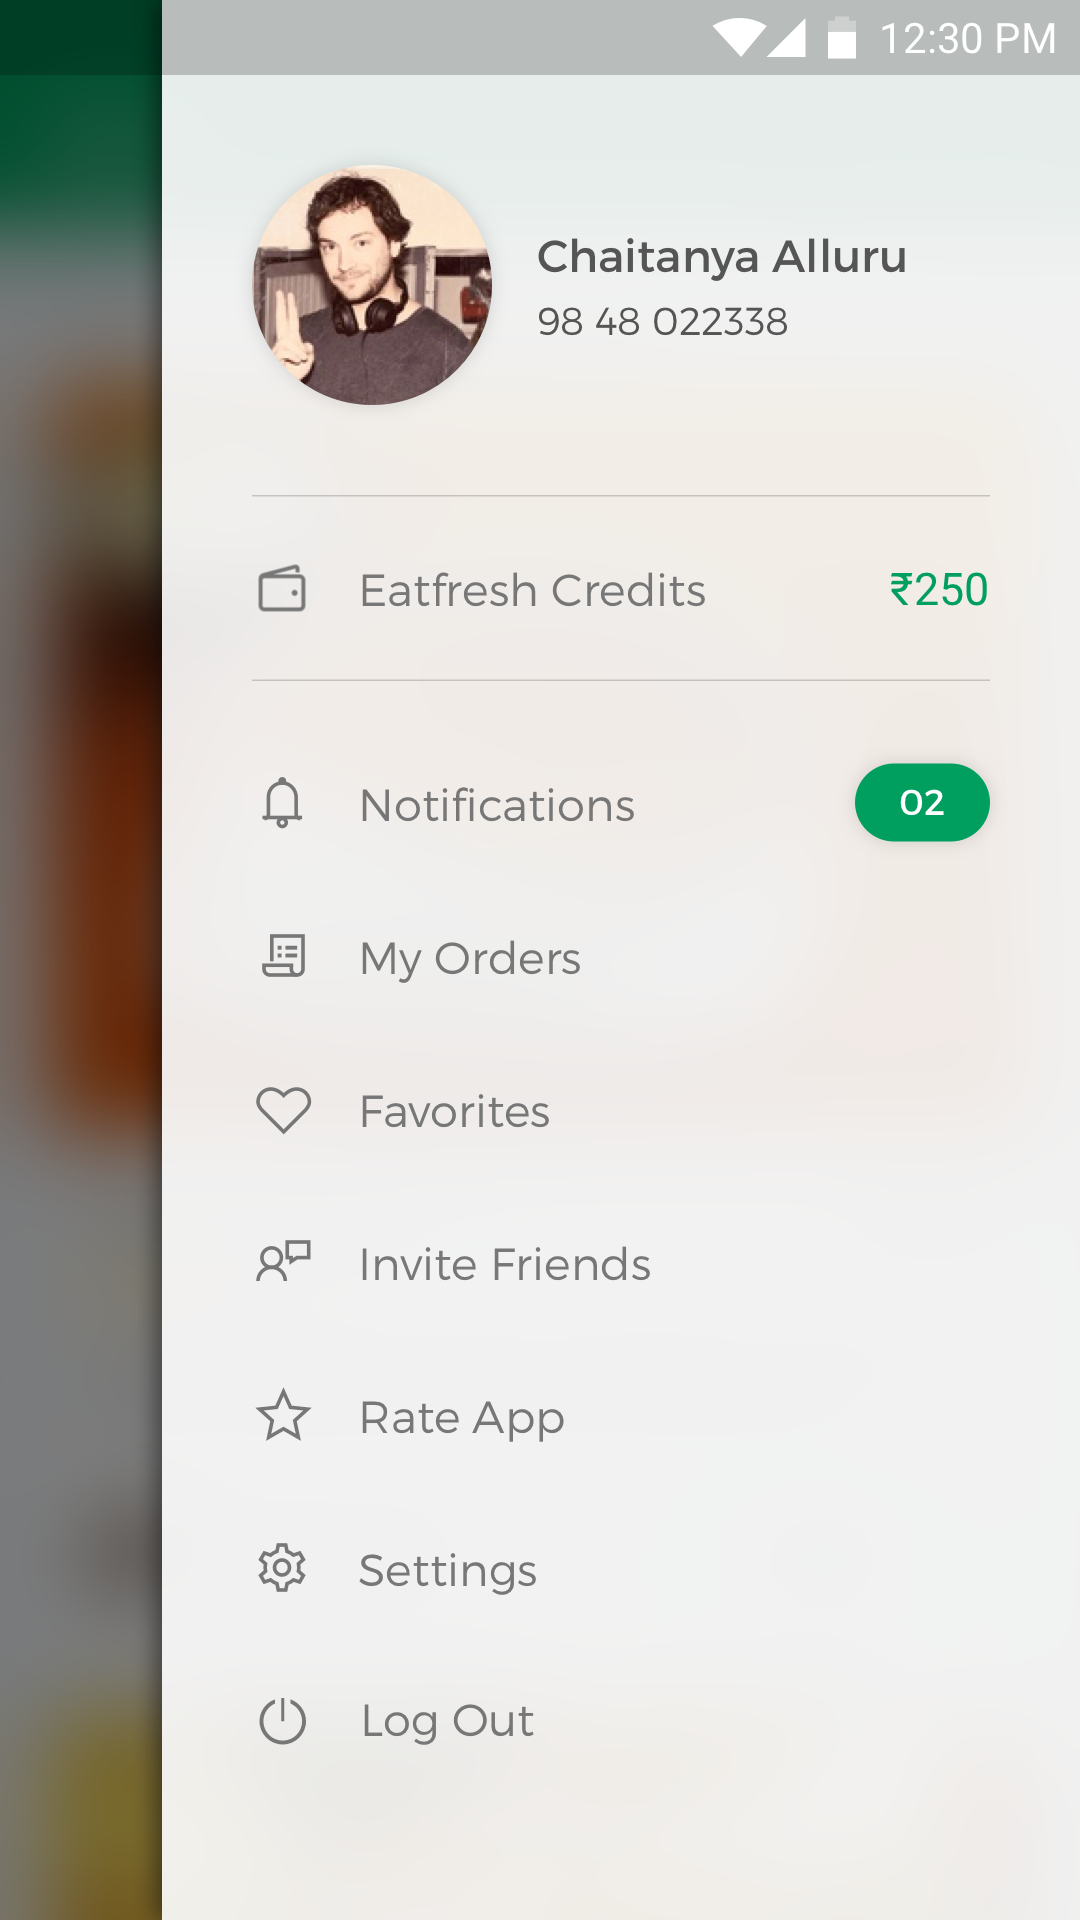 12:30 PM
Chaitanya Alluru
98 48 022338
Eatfresh Credits ₹250
Notifications 02
My Orders
Favorites
Invite Friends
Rate App
Settings
Log Out